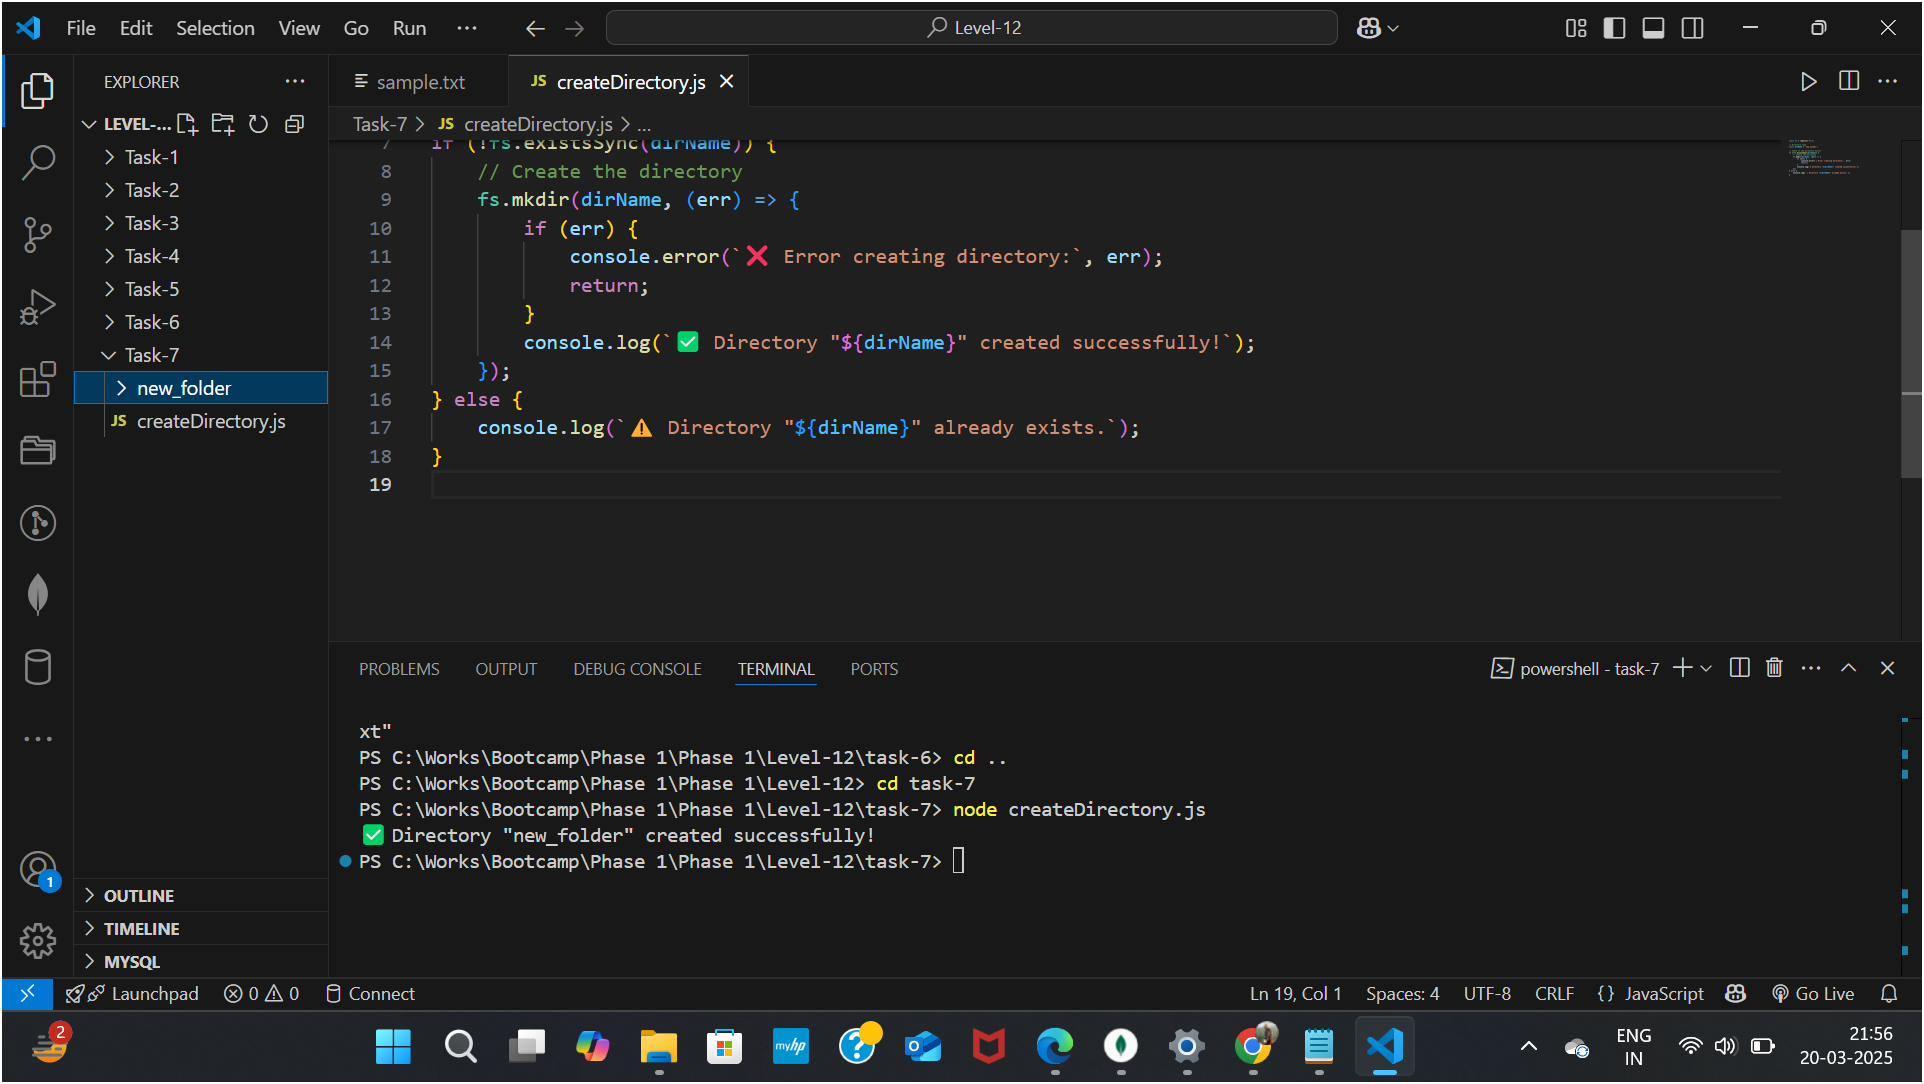 File Edit Selection View Go Run ··· Level-12
EXPLORER ···
LEVEL-...
Task-1
Task-2
Task-3
Task-4
Task-5
Task-6
Task-7
new_folder
JS createDirectory.js
OUTLINE
TIMELINE
MYSQL
sample.txt JS createDirectory.js
Task-7 > JS createDirectory.js > ...
7 if (!fs.existsSync(dirName)) {
8 // Create the directory
9 fs.mkdir(dirName, (err) => {
10 if (err) {
11 console.error(`❌ Error creating directory:`, err);
12 return;
13 }
14 console.log(`✅ Directory "${dirName}" created successfully!`);
15 });
16 } else {
17 console.log(`⚠️ Directory "${dirName}" already exists.`);
18 }
19
PROBLEMS OUTPUT DEBUG CONSOLE TERMINAL PORTS powershell - task-7
xt"
PS C:\Works\Bootcamp\Phase 1\Phase 1\Level-12\task-6> cd ..
PS C:\Works\Bootcamp\Phase 1\Phase 1\Level-12> cd task-7
PS C:\Works\Bootcamp\Phase 1\Phase 1\Level-12\task-7> node createDirectory.js
✅ Directory "new_folder" created successfully!
PS C:\Works\Bootcamp\Phase 1\Phase 1\Level-12\task-7>
1
Launchpad 0 0 Connect Ln 19, Col 1 Spaces: 4 UTF-8 CRLF {} JavaScript Go Live
2 myhp ENG 21:56
IN 20-03-2025